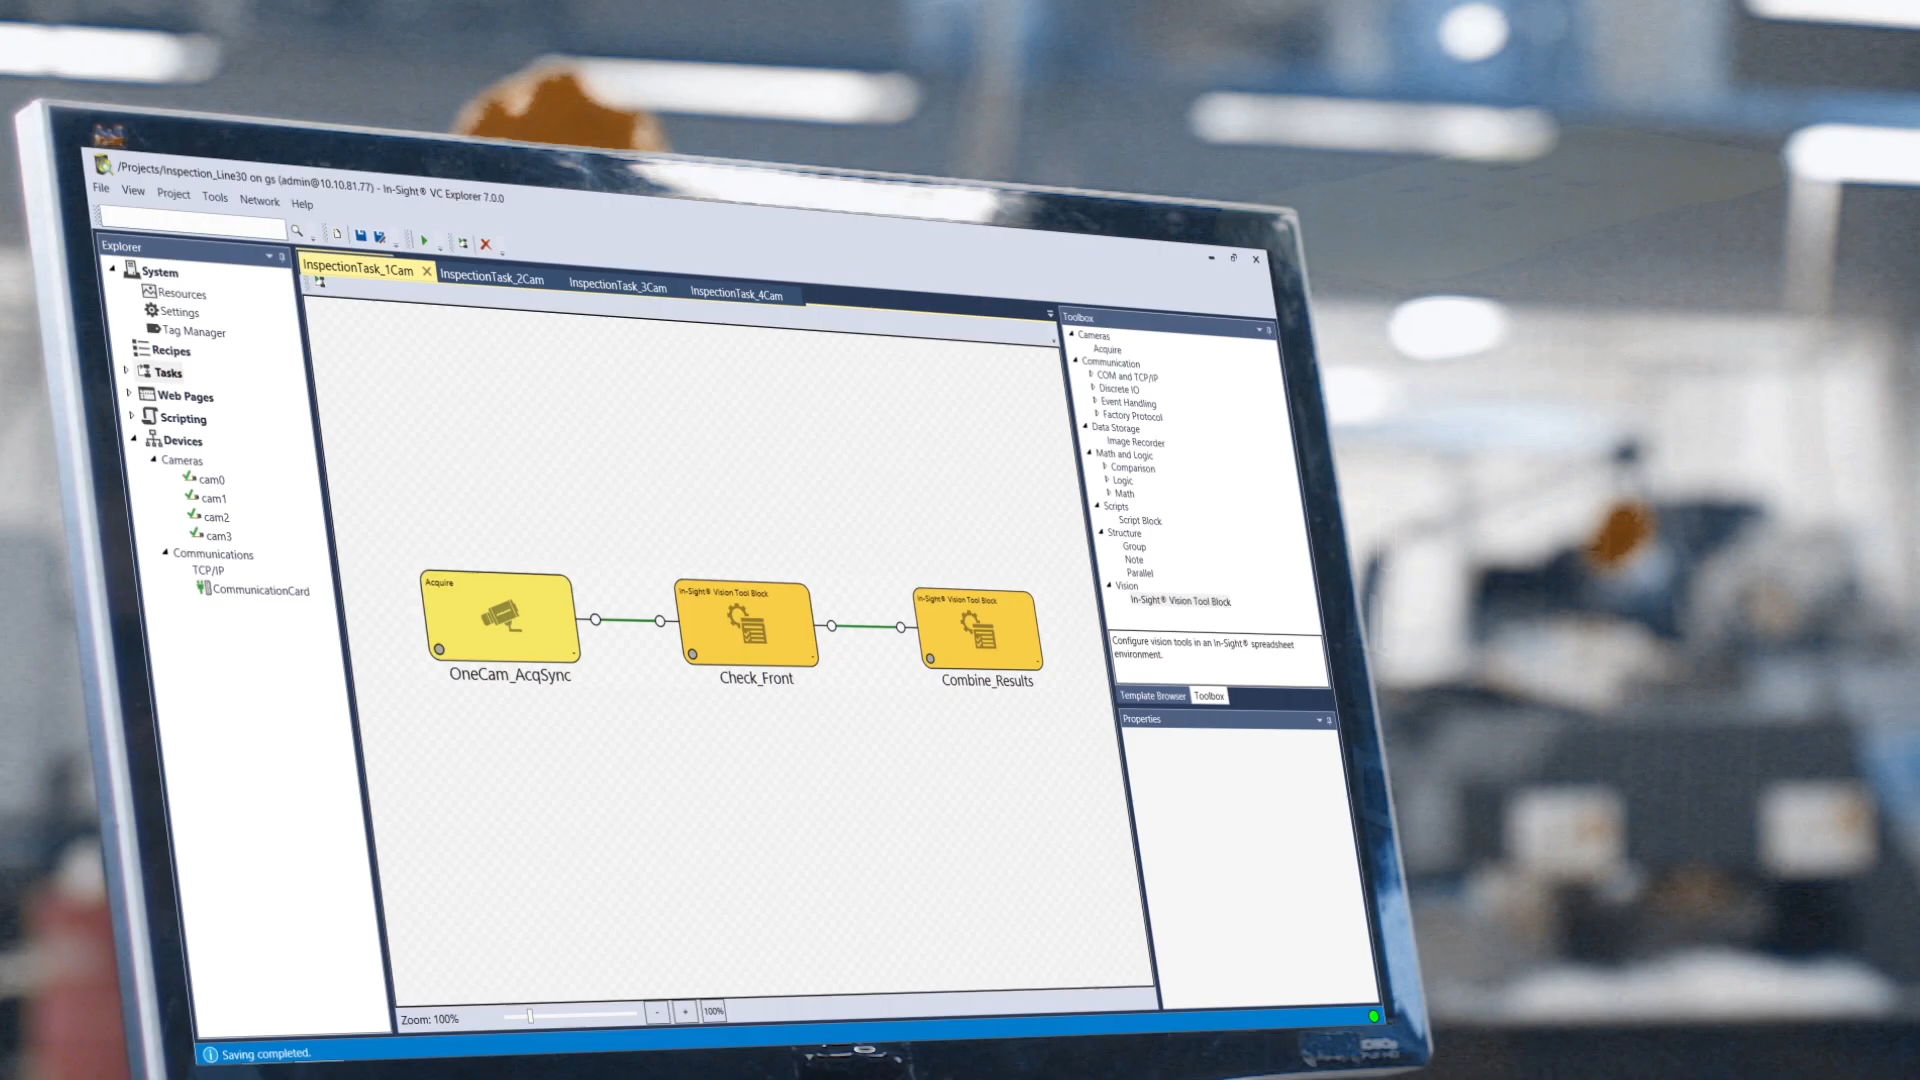 /Projects/Inspection_Line30 on gs (admin@10.10.81.77) - In-Sight® VC Explorer 7.0.0
File View Project Tools Network Help
Explorer
System
Resources
Settings
Tag Manager
Recipes
Tasks
Web Pages
Scripting
Devices
Cameras
cam0
cam1
cam2
cam3
Communications
TCP/IP
CommunicationCard
InspectionTask_1Cam InspectionTask_2Cam InspectionTask_3Cam InspectionTask_4Cam
Acquire
OneCam_AcqSync
In-Sight® Vision Tool Block
Check_Front
In-Sight® Vision Tool Block
Combine_Results
Toolbox
Cameras
Acquire
Communication
COM and TCP/IP
Discrete IO
Event Handling
Factory Protocol
Data Storage
Image Recorder
Math and Logic
Comparison
Logic
Math
Scripts
Script Block
Structure
Group
Note
Parallel
Vision
In-Sight® Vision Tool Block
Configure vision tools in an In-Sight® spreadsheet
environment.
Template Browser Toolbox
Properties
Zoom: 100% - + 100%
Saving completed.